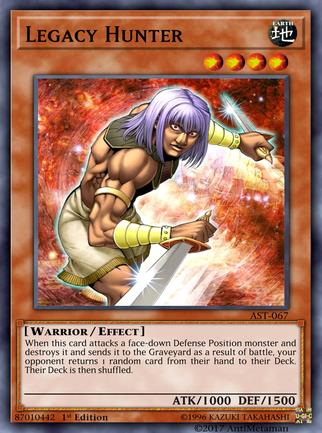 Legacy Hunter
EARTH
地
AST-067
[Warrior / Effect]
When this card attacks a face-down Defense Position monster and
destroys it and sends it to the Graveyard as a result of battle, your
opponent returns 1 random card from their hand to their Deck.
Their Deck is then shuffled.
ATK/1000 DEF/1500
87010442 1st Edition ©1996 KAZUKI TAKAHASHI
©2017 AntiMetaman